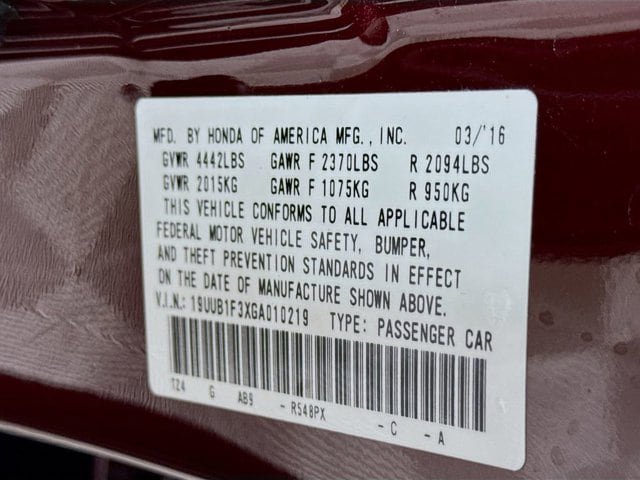 MFD. BY HONDA OF AMERICA MFG., INC. 03/'16
GVWR 4442LBS GAWR F 2370LBS R 2094LBS
GVWR 2015KG GAWR F 1075KG R 950KG
THIS VEHICLE CONFORMS TO ALL APPLICABLE
FEDERAL MOTOR VEHICLE SAFETY, BUMPER,
AND THEFT PREVENTION STANDARDS IN EFFECT
ON THE DATE OF MANUFACTURE SHOWN ABOVE.
V.I.N.: 19UUB1F3XGA010219 TYPE: PASSENGER CAR
TZ4 G AB9 - R548PX - C - A